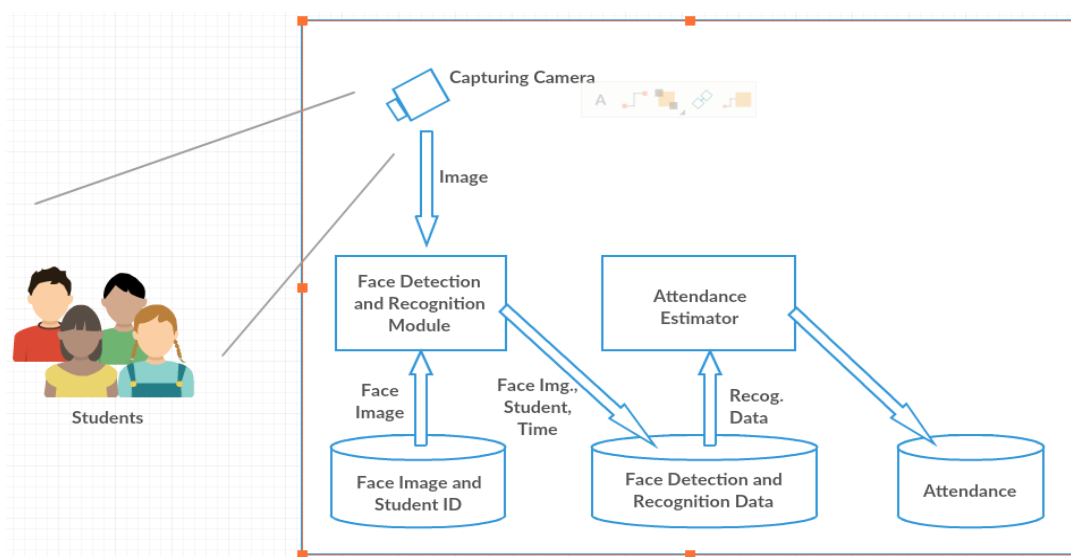 Capturing Camera
A
Image
Face Detection
and Recognition
Module
Attendance
Estimator
Face
Image
Face Img.,
Student,
Time
Recog.
Data
Students
Face Image and
Student ID
Face Detection and
Recognition Data
Attendance